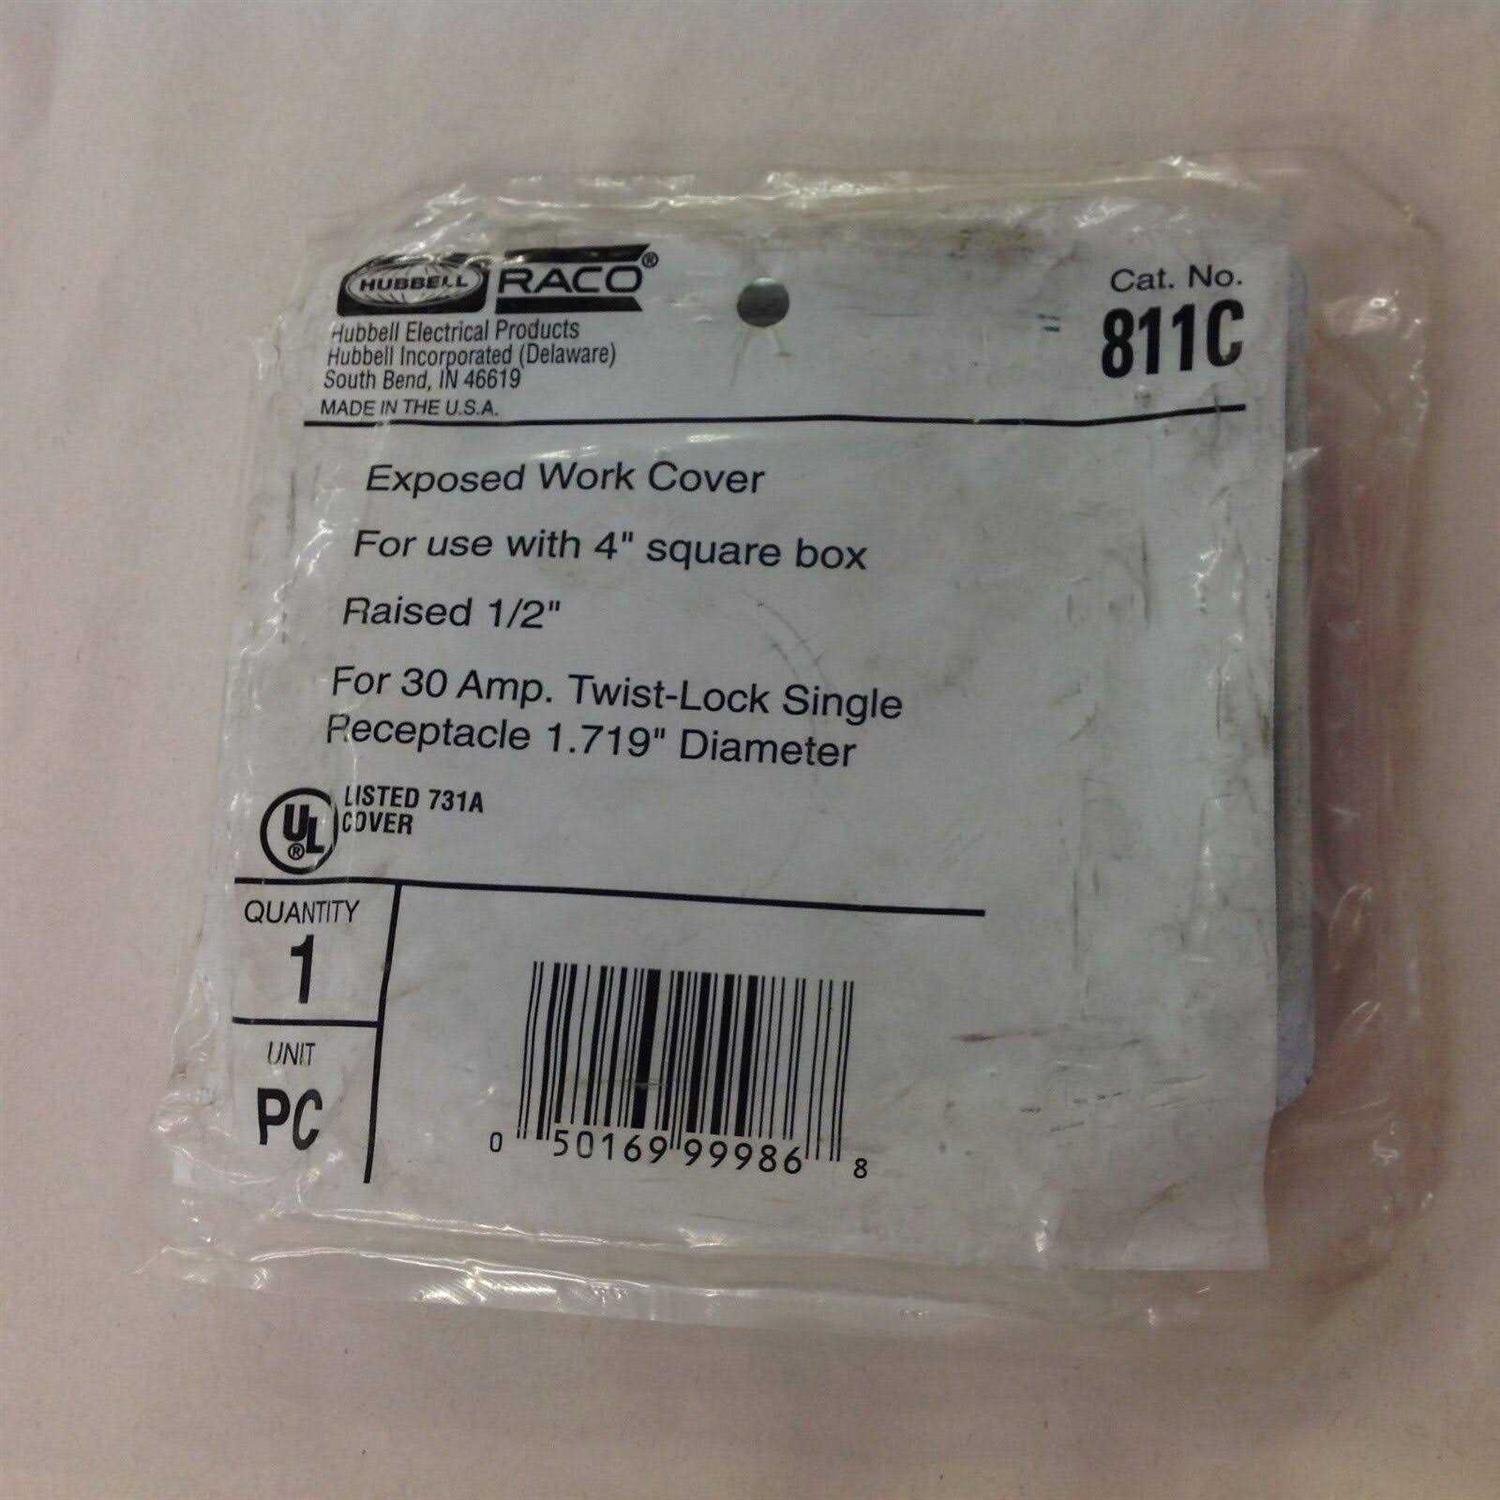 HUBBELL RACO®
Hubbell Electrical Products
Hubbell Incorporated (Delaware)
South Bend, IN 46619
MADE IN THE U.S.A.
Cat. No.
811C
Exposed Work Cover
For use with 4" square box
Raised 1/2"
For 30 Amp. Twist-Lock Single
Receptacle 1.719" Diameter
UL® LISTED 731A
COVER
QUANTITY
1
UNIT
PC
0 50169 99986 8